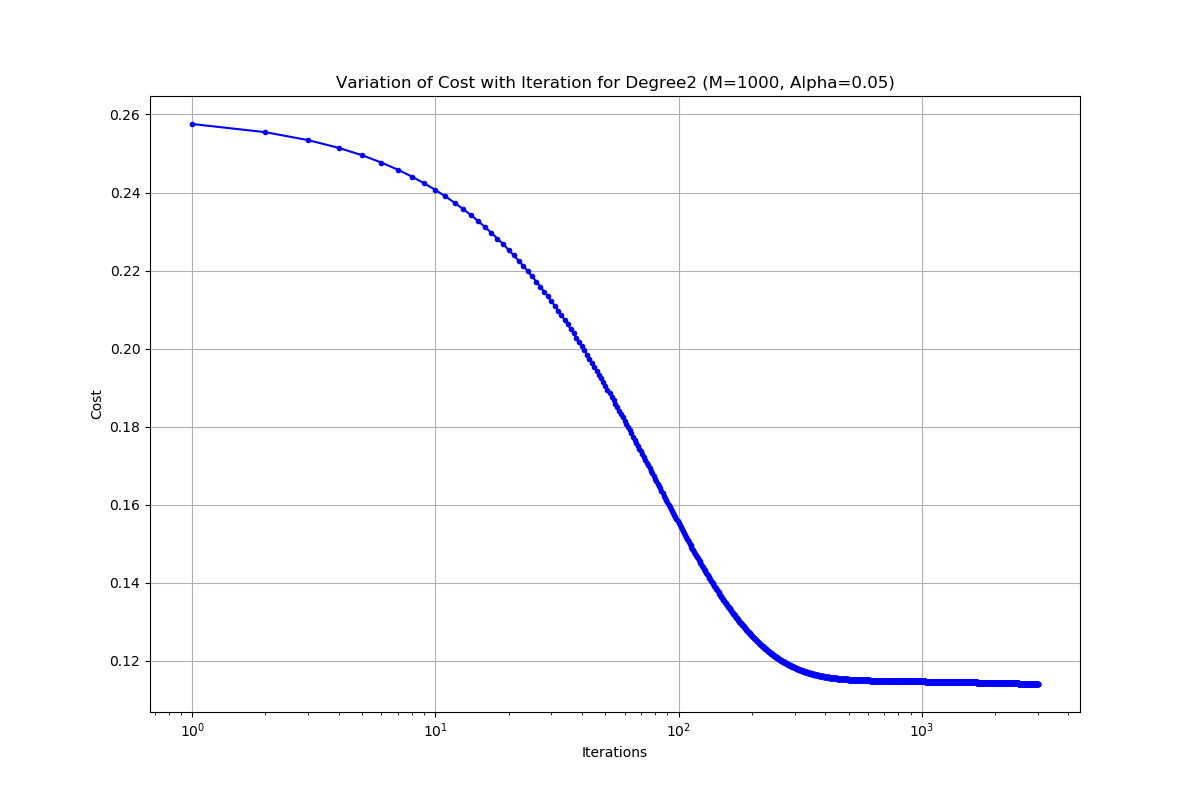 Variation of Cost with Iteration for Degree2 (M=1000, Alpha=0.05)
0.26
0.24
0.22
0.20
0.18
0.16
0.14
0.12
Cost
10⁰ 10¹ 10² 10³
Iterations